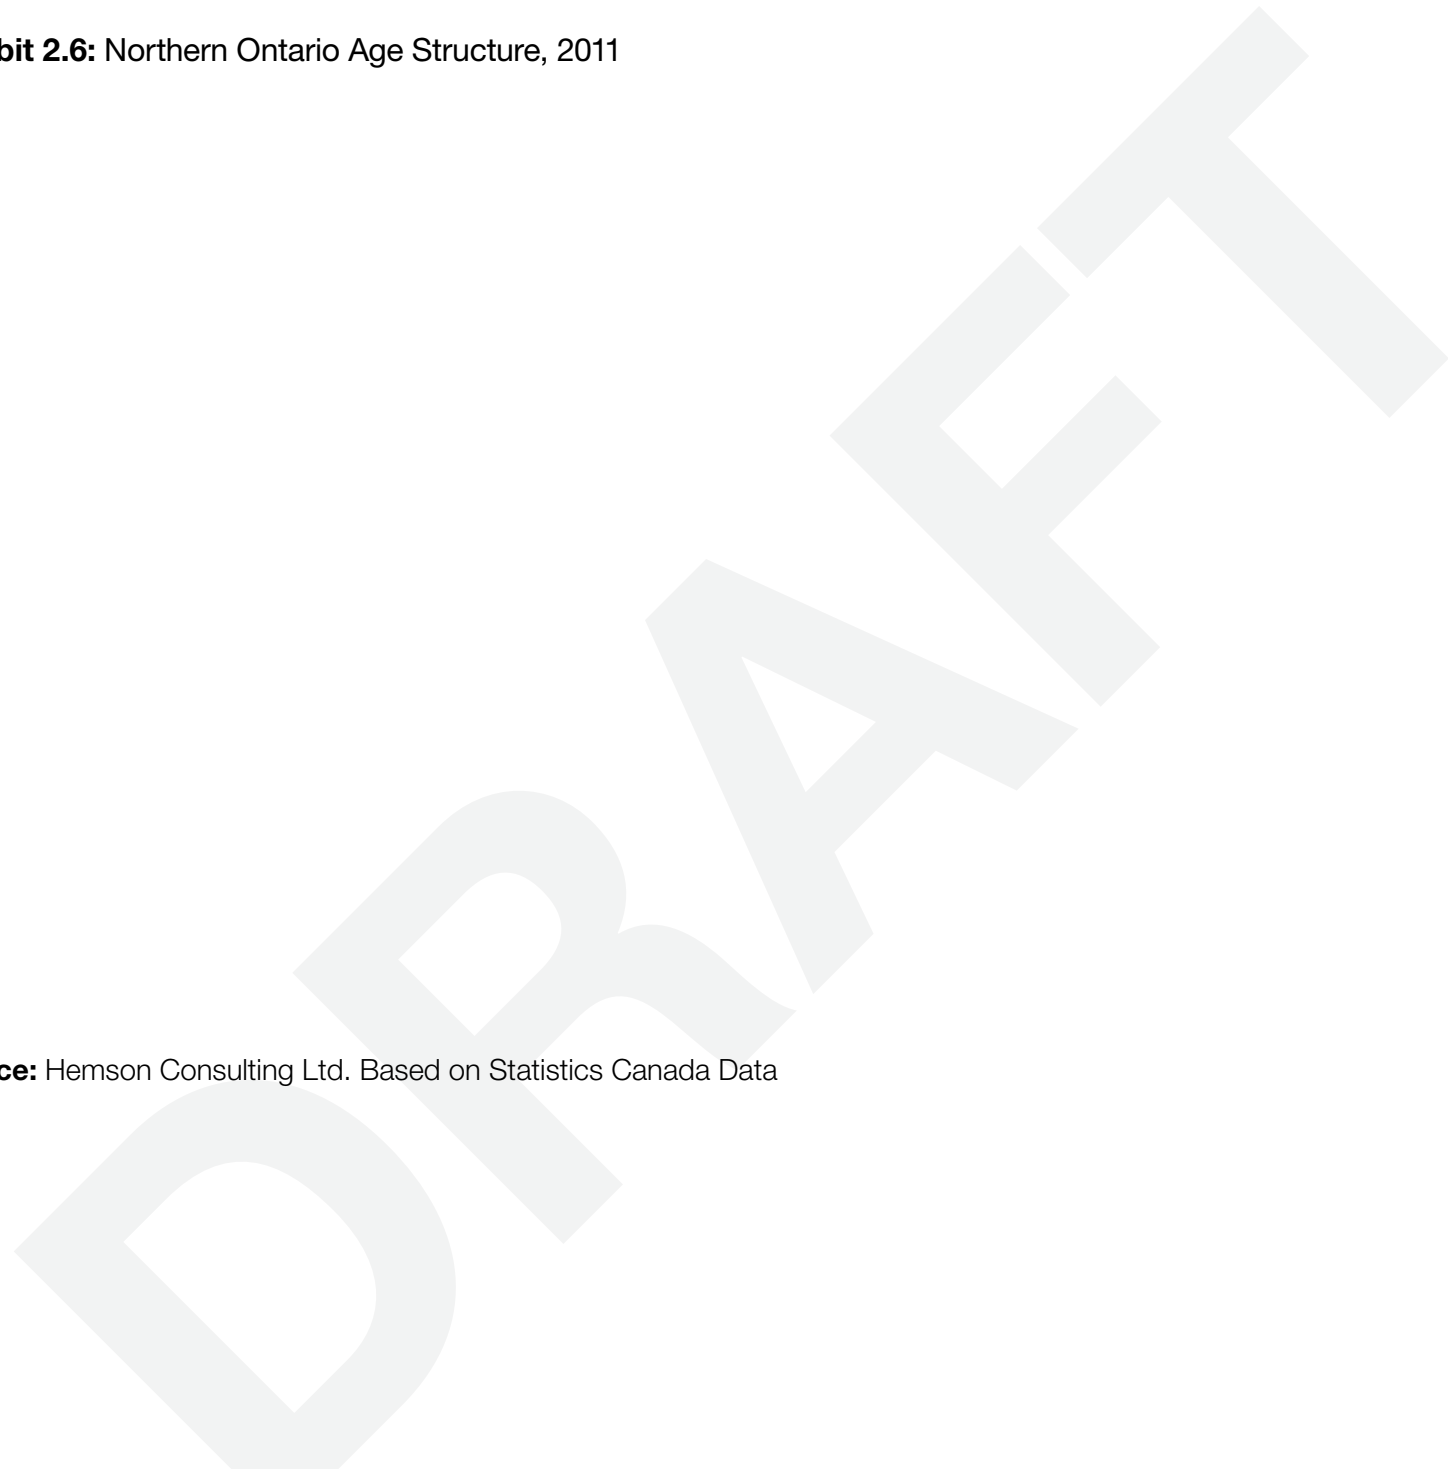 bit 2.6: Northern Ontario Age Structure, 2011
ce: Hemson Consulting Ltd. Based on Statistics Canada Data
DRAFT